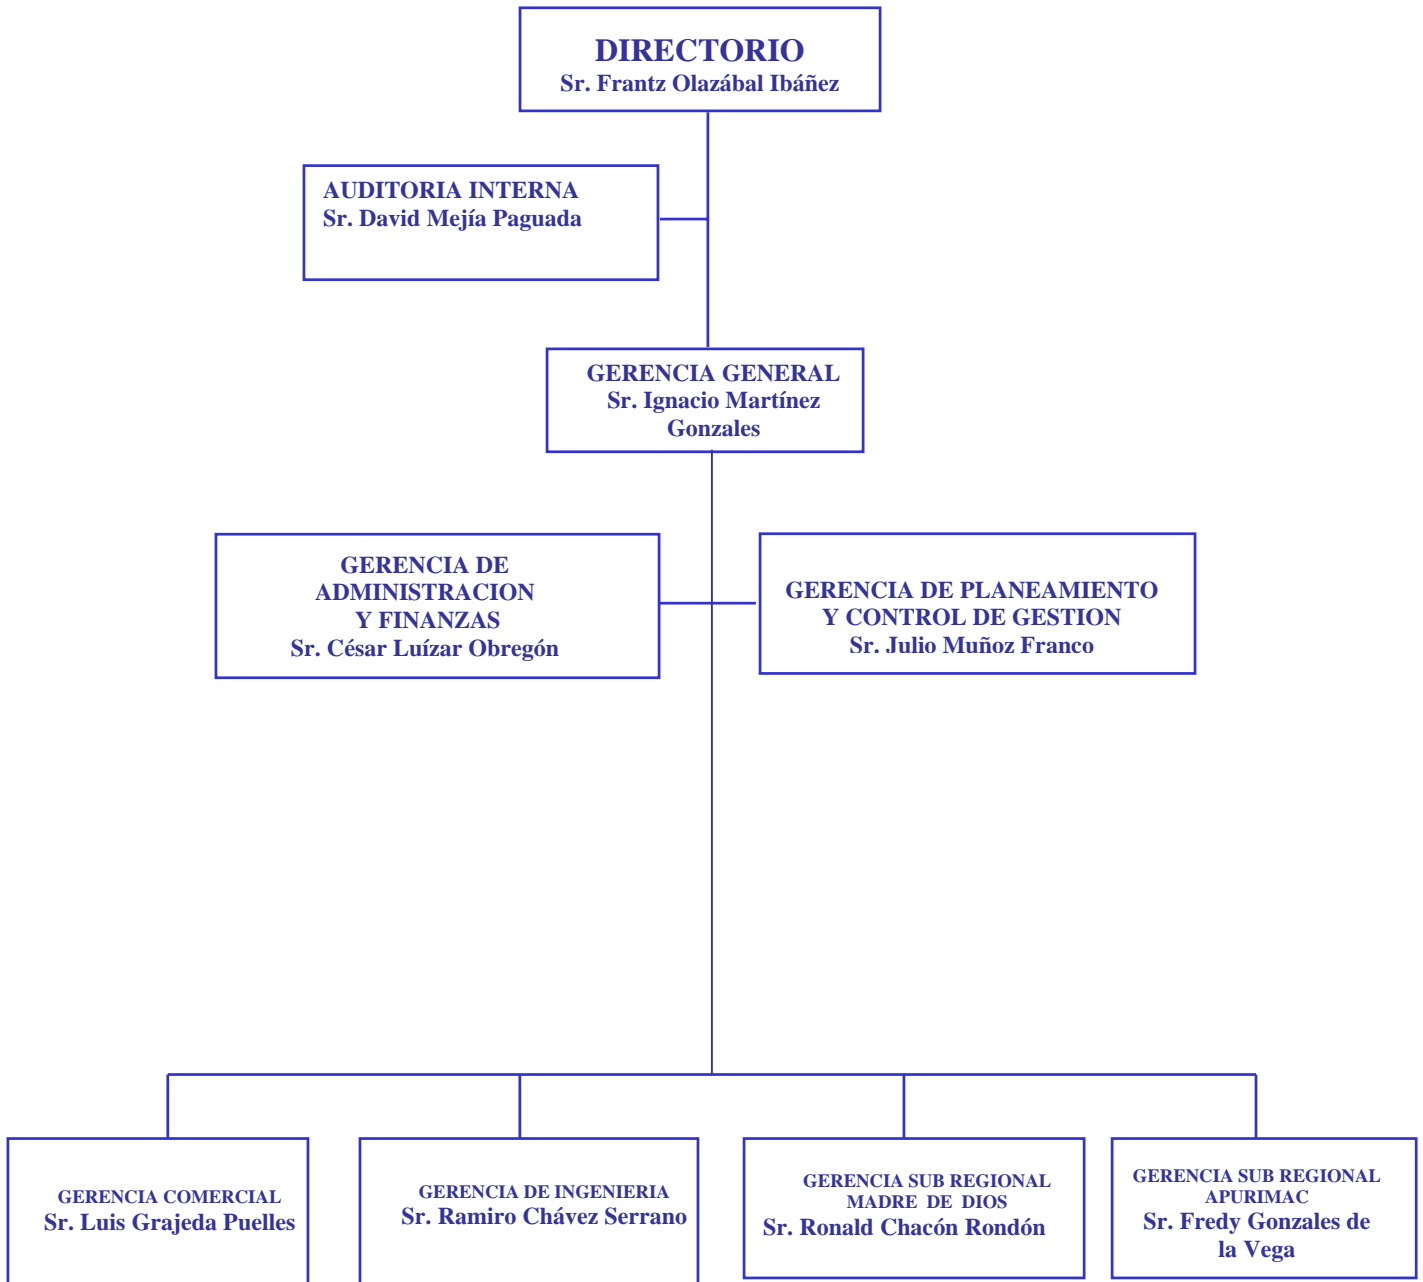 DIRECTORIO
Sr. Frantz Olazábal Ibáñez
AUDITORIA INTERNA
Sr. David Mejía Paguada
GERENCIA GENERAL
Sr. Ignacio Martínez
Gonzales
GERENCIA DE
ADMINISTRACION
Y FINANZAS
Sr. César Luízar Obregón
GERENCIA DE PLANEAMIENTO
Y CONTROL DE GESTION
Sr. Julio Muñoz Franco
GERENCIA COMERCIAL
Sr. Luis Grajeda Puelles
GERENCIA DE INGENIERIA
Sr. Ramiro Chávez Serrano
GERENCIA SUB REGIONAL
MADRE DE DIOS
Sr. Ronald Chacón Rondón
GERENCIA SUB REGIONAL
APURIMAC
Sr. Fredy Gonzales de
la Vega